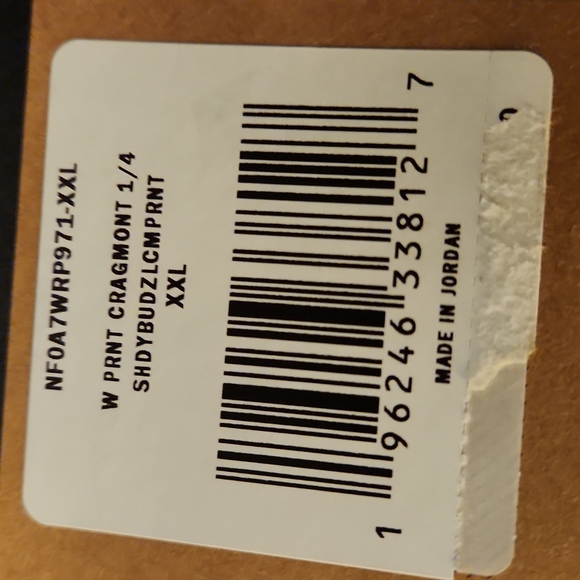 NF0A7WRP971-XXL
W PRNT CRAGMONT 1/4
SHDYBUDZLCMPRNT
XXL
1 96246 33812 7
MADE IN JORDAN